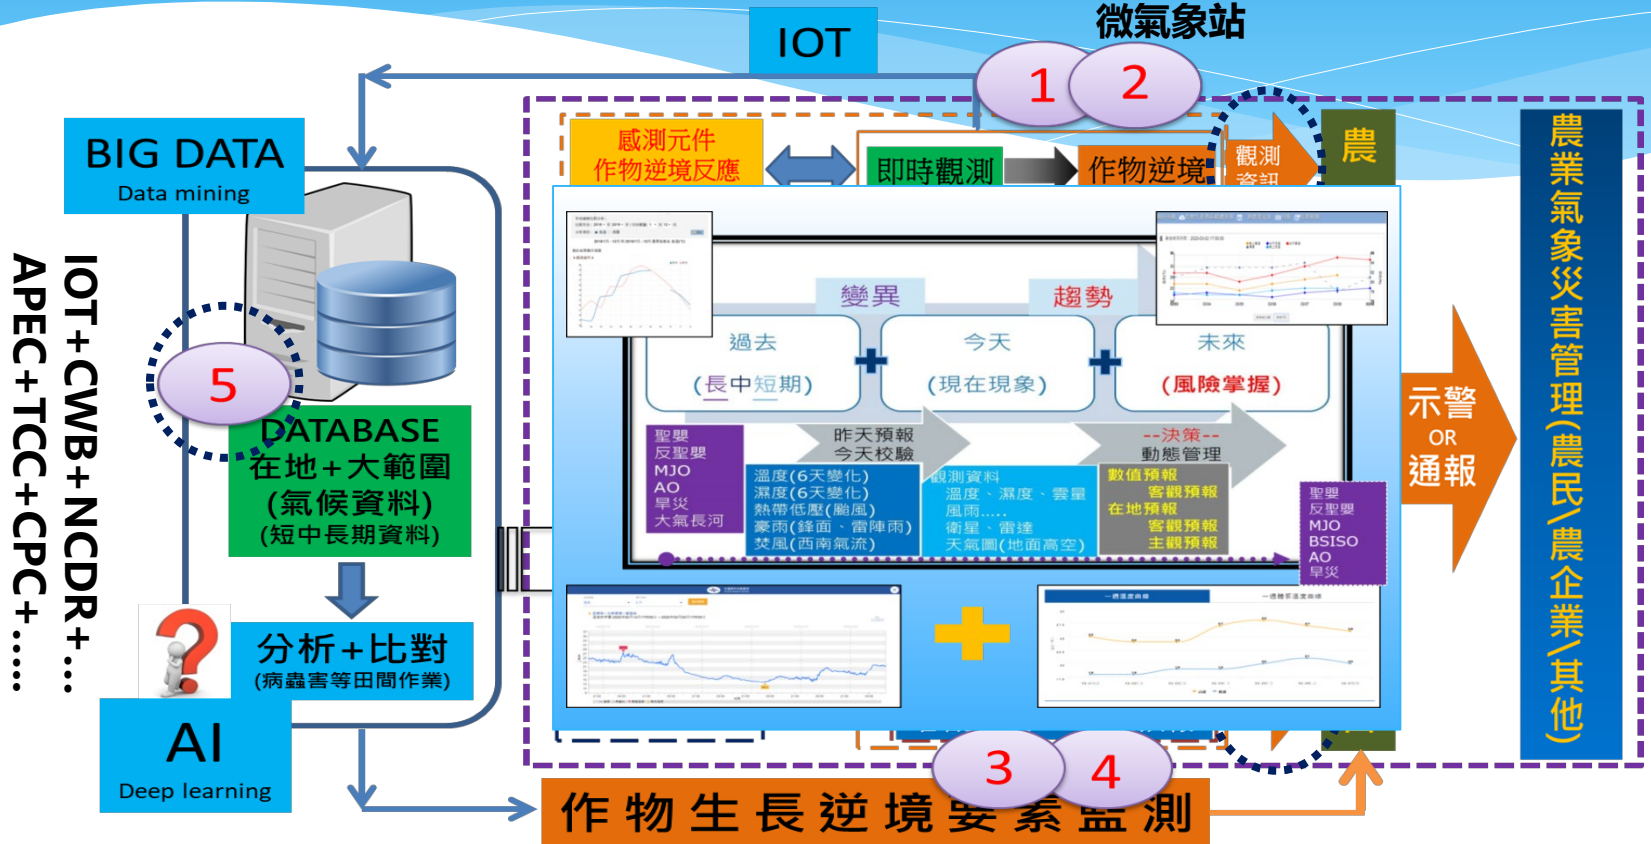 微氣象站
IOT
1
2
BIG DATA
Data mining
感測元件
作物逆境反應
即時觀測
作物逆境
觀測
資訊
農
農業氣象災害管理(農民/農企業/其他)
IOT+CWB+NCDR+...
APEC+TCC+CPC+.....
5
DATABASE
在地+大範圍
(氣候資料)
(短中長期資料)
分析+比對
(病蟲害等田間作業)
AI
Deep learning
變異
趨勢
過去
(長中短期)
今天
(現在現象)
未來
(風險掌握)
聖嬰
反聖嬰
MJO
AO
旱災
大氣長河
昨天預報
今天校驗
溫度(6天變化)
濕度(6天變化)
熱帶低壓(颱風)
豪雨(鋒面、雷陣雨)
焚風(西南氣流)
觀測資料
溫度、濕度、雲量
風雨.....
衛星、雷達
天氣圖(地面高空)
--決策--
動態管理
數值預報
客觀預報
在地預報
客觀預報
主觀預報
聖嬰
反聖嬰
MJO
BSISO
AO
旱災
示警
OR
通報
一週溫度曲線
3
4
作物生長逆境要素監測